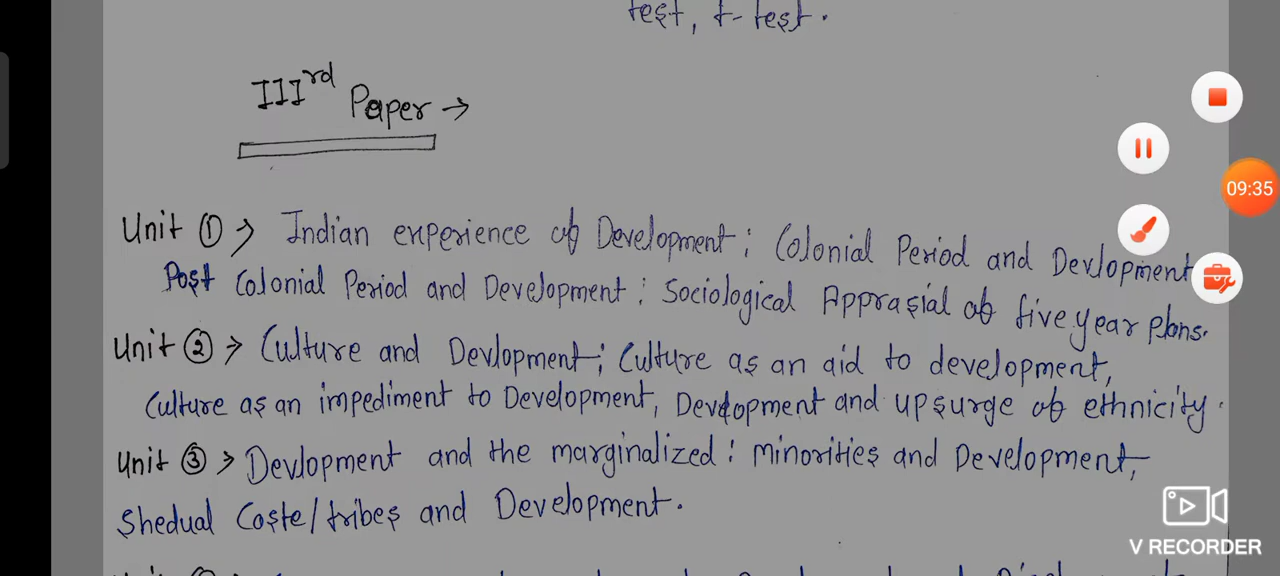 test, t-test.
IIIrd Paper →
09:35
Unit ① → Indian experience of Development; Colonial Period and Devlopment
Post Colonial Period and Development: Sociological Apprasial of five year plans.
Unit ② → Culture and Devlopment; Culture as an aid to development,
Culture as an impediment to Development, Development and upsurge of ethnicity.
Unit ③ → Devlopment and the marginalized: minorities and Development,
Shedual Caste/tribes and Development.
V RECORDER